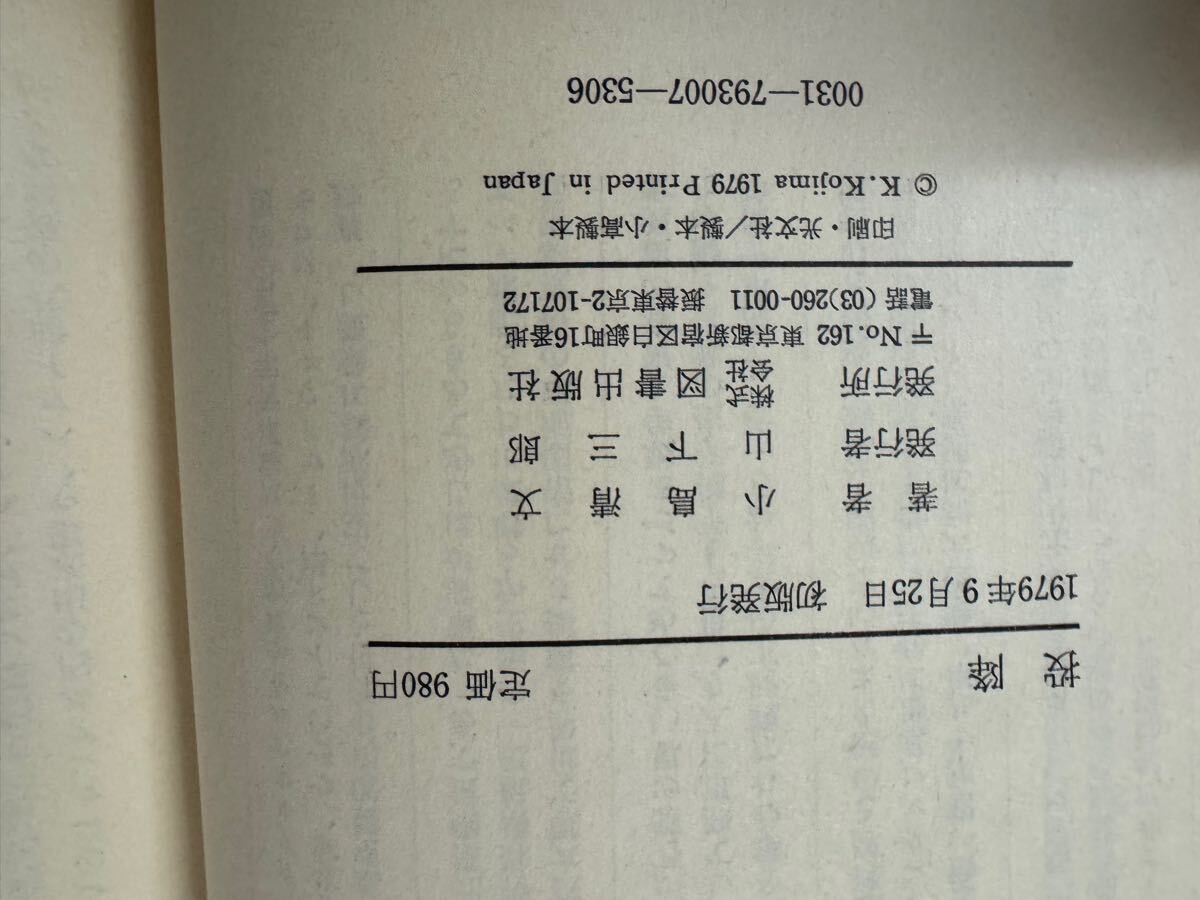 投降　定価 980円
1979年9月25日　初版発行
著者　小島清文
発行者　山下三郎
発行所　株式会社 図書出版社
〒No.162 東京都新宿区白銀町16番地
電話 (03)260-0011　振替東京2-107172
印刷・光文社／製本・小高製本
© K.Kojima 1979 Printed in Japan
0031—793007—5306